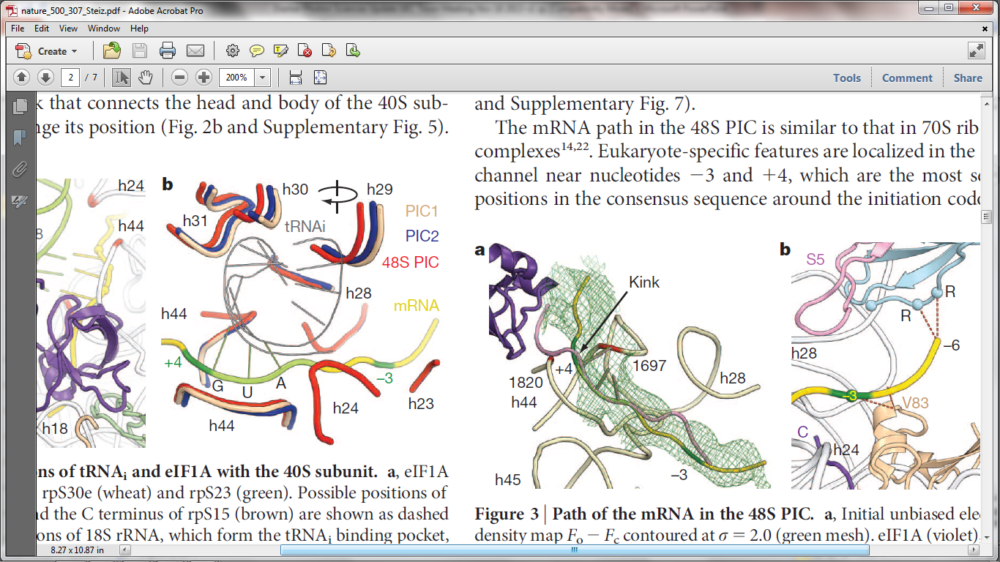 nature_500_307_Steiz.pdf - Adobe Acrobat Pro
File Edit View Window Help
Create
2 / 7
200%
Tools Comment Share
k that connects the head and body of the 40S sub-
nge its position (Fig. 2b and Supplementary Fig. 5).
h24
h44
8
h18
b
h30
h29
h31
tRNAi
PIC1
PIC2
48S PIC
h28
mRNA
h44
+4
G
U
A
−3
h24
h23
h44
ns of tRNAi and eIF1A with the 40S subunit. a, eIF1A
rpS30e (wheat) and rpS23 (green). Possible positions of
nd the C terminus of rpS15 (brown) are shown as dashed
ons of 18S rRNA, which form the tRNAi binding pocket,
and Supplementary Fig. 7).
The mRNA path in the 48S PIC is similar to that in 70S rib
complexes14,22. Eukaryote-specific features are localized in the
channel near nucleotides −3 and +4, which are the most se
positions in the consensus sequence around the initiation codo
a
Kink
+4
1697
1820
h44
h28
h45
−3
b
S5
R
R
−6
h28
−3
V83
C
h24
Figure 3 | Path of the mRNA in the 48S PIC. a, Initial unbiased ele
density map Fo − Fc contoured at σ = 2.0 (green mesh). eIF1A (violet),
8.27 x 10.87 in